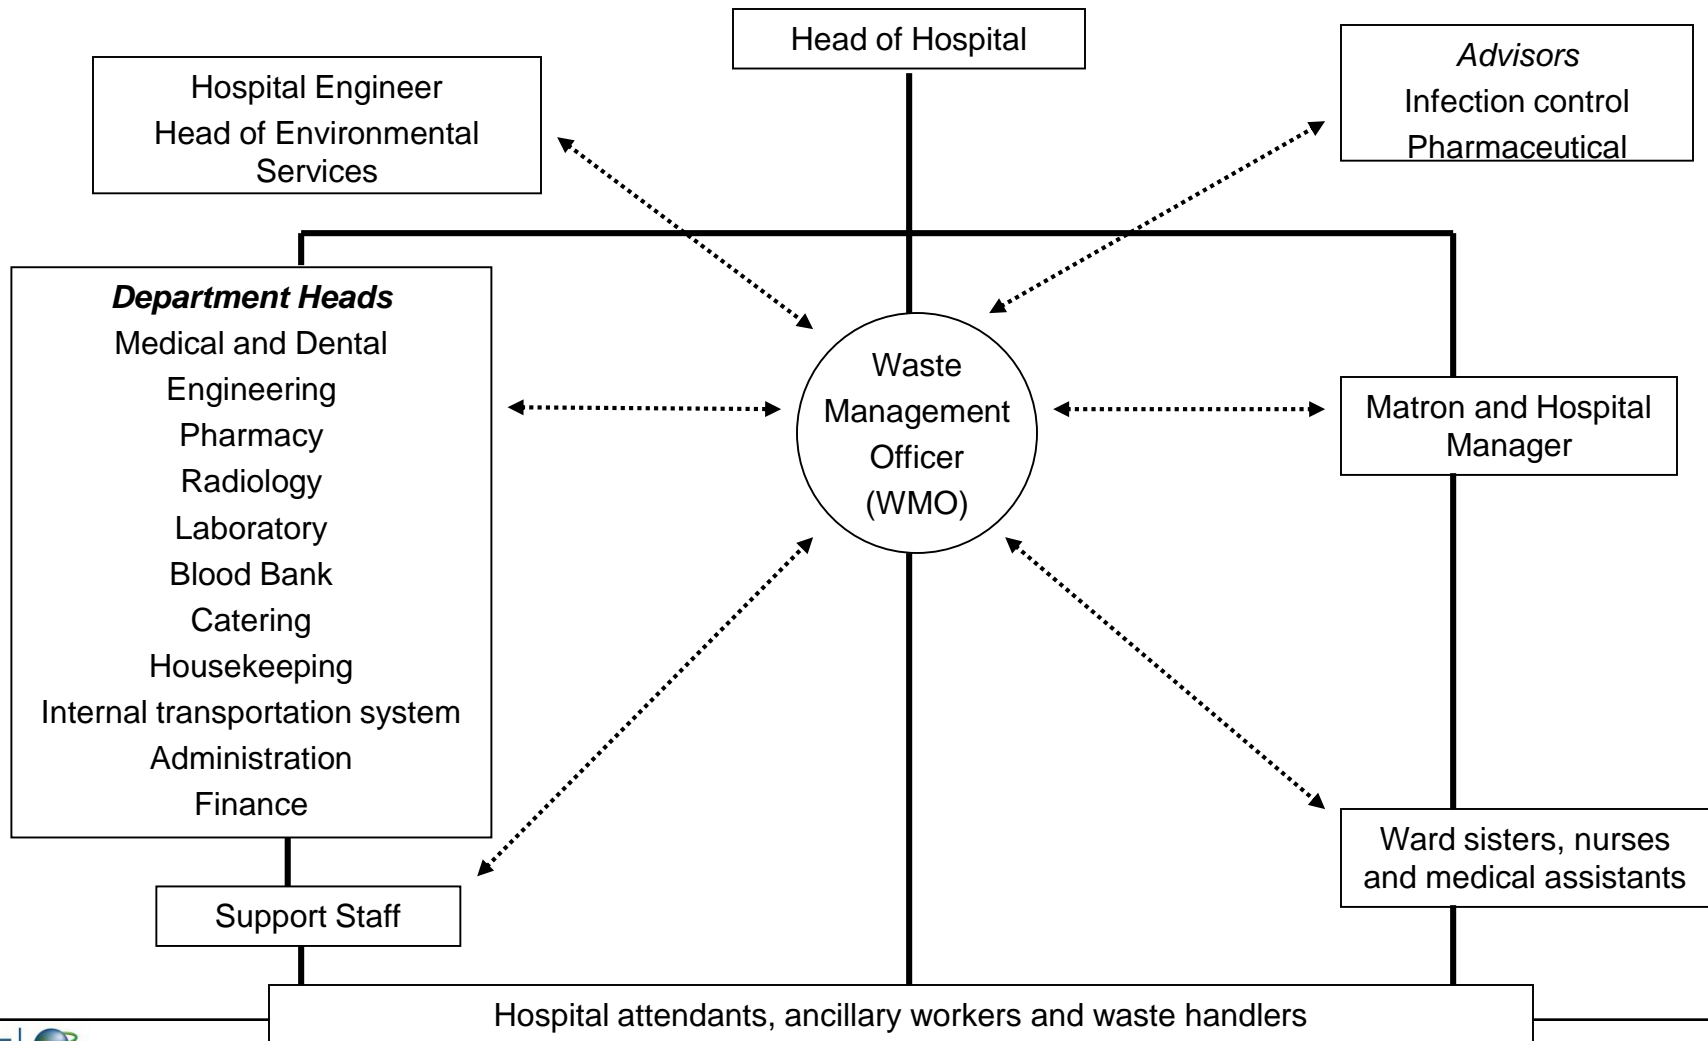 Head of Hospital
Hospital Engineer
Head of Environmental
Services
Advisors
Infection control
Pharmaceutical
Department Heads
Medical and Dental
Engineering
Pharmacy
Radiology
Laboratory
Blood Bank
Catering
Housekeeping
Internal transportation system
Administration
Finance
Waste
Management
Officer
(WMO)
Matron and Hospital
Manager
Ward sisters, nurses
and medical assistants
Support Staff
Hospital attendants, ancillary workers and waste handlers